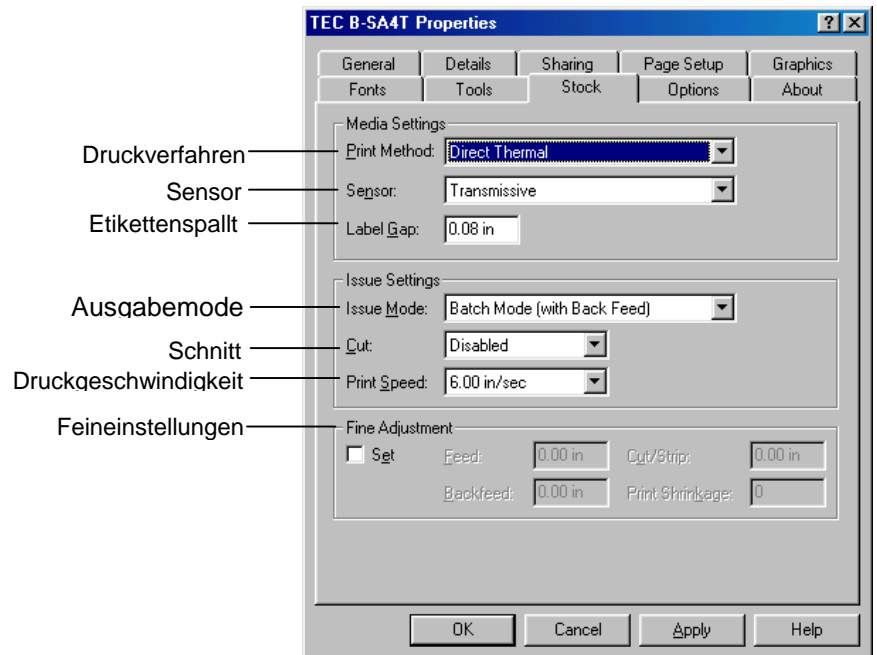 TEC B-SA4T Properties
General Details Sharing Page Setup Graphics
Fonts Tools Stock Options About
Media Settings
Druckverfahren Print Method: Direct Thermal
Sensor Sensor: Transmissive
Etikettenspallt Label Gap: 0.08 in
Issue Settings
Ausgabemode Issue Mode: Batch Mode (with Back Feed)
Schnitt Cut: Disabled
Druckgeschwindigkeit Print Speed: 6.00 in/sec
Feineinstellungen Fine Adjustment
Set Feed: 0.00 in Cut/Strip: 0.00 in
Backfeed: 0.00 in Print Shrinkage: 0
OK Cancel Apply Help